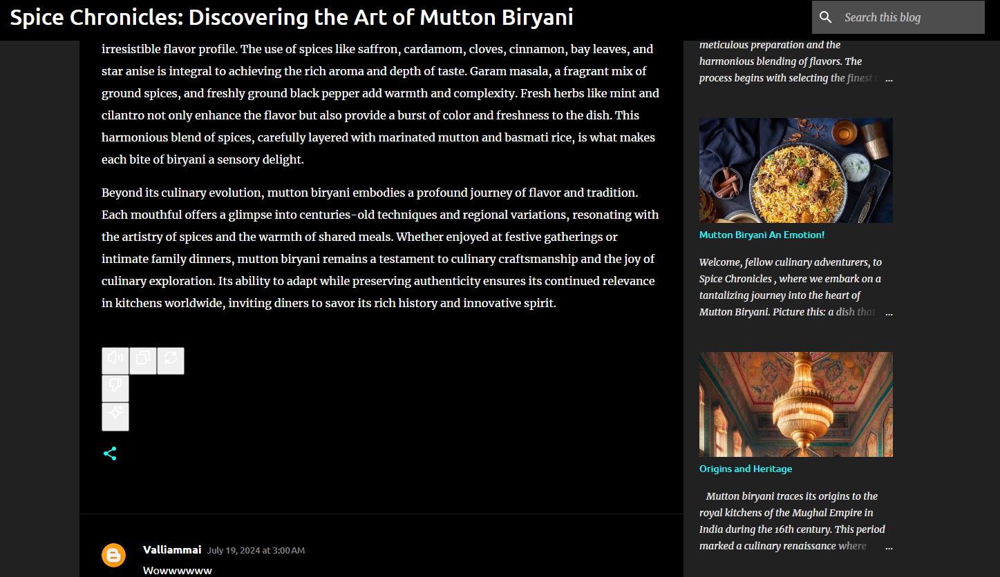 Spice Chronicles: Discovering the Art of Mutton Biryani
Search this blog
irresistible flavor profile. The use of spices like saffron, cardamom, cloves, cinnamon, bay leaves, and
star anise is integral to achieving the rich aroma and depth of taste. Garam masala, a fragrant mix of
ground spices, and freshly ground black pepper add warmth and complexity. Fresh herbs like mint and
cilantro not only enhance the flavor but also provide a burst of color and freshness to the dish. This
harmonious blend of spices, carefully layered with marinated mutton and basmati rice, is what makes
each bite of biryani a sensory delight.
Beyond its culinary evolution, mutton biryani embodies a profound journey of flavor and tradition.
Each mouthful offers a glimpse into centuries-old techniques and regional variations, resonating with
the artistry of spices and the warmth of shared meals. Whether enjoyed at festive gatherings or
intimate family dinners, mutton biryani remains a testament to culinary craftsmanship and the joy of
culinary exploration. Its ability to adapt while preserving authenticity ensures its continued relevance
in kitchens worldwide, inviting diners to savor its rich history and innovative spirit.
Valliammai July 19, 2024 at 3:00 AM
Wowwwwww
meticulous preparation and the
harmonious blending of flavors. The
process begins with selecting the finest ...
Mutton Biryani An Emotion!
Welcome, fellow culinary adventurers, to
Spice Chronicles , where we embark on a
tantalizing journey into the heart of
Mutton Biryani. Picture this: a dish that ...
Origins and Heritage
Mutton biryani traces its origins to the
royal kitchens of the Mughal Empire in
India during the 16th century. This period
marked a culinary renaissance where ...